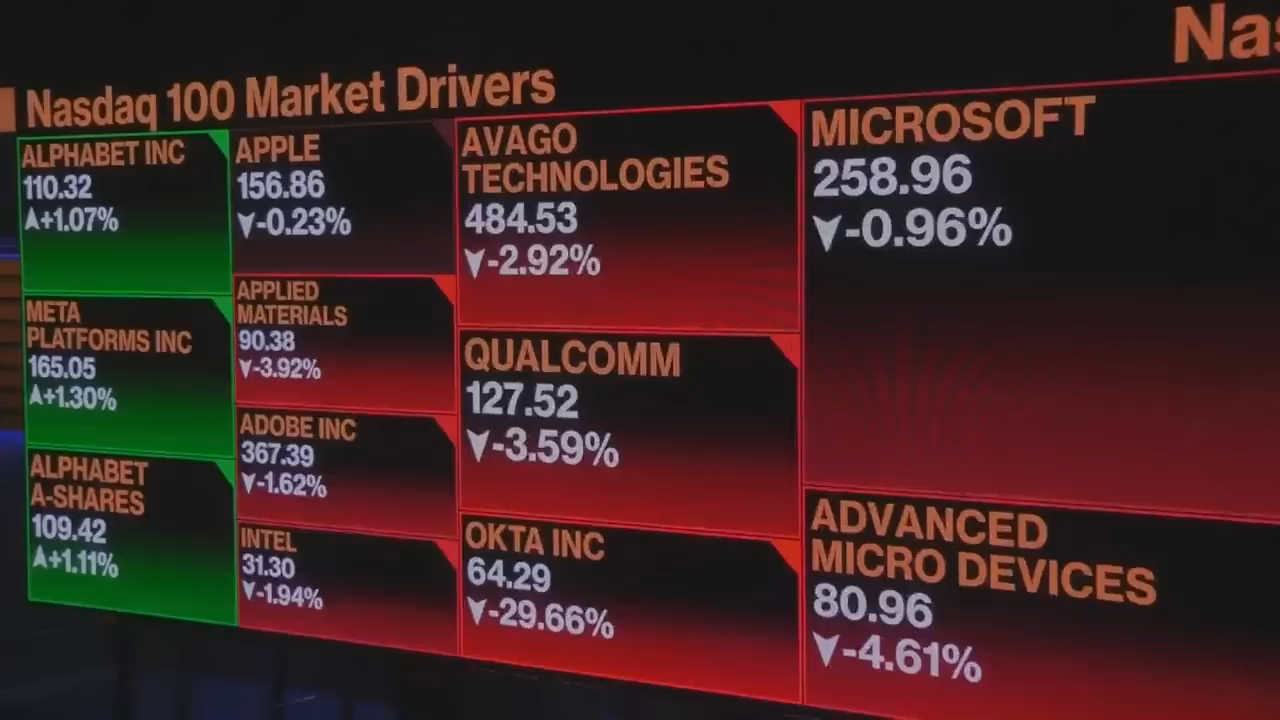 Nas
Nasdaq 100 Market Drivers
ALPHABET INC
110.32
▲+1.07%
META
PLATFORMS INC
165.05
▲+1.30%
ALPHABET
A-SHARES
109.42
▲+1.11%
APPLE
156.86
▼-0.23%
APPLIED
MATERIALS
90.38
▼-3.92%
ADOBE INC
367.39
▼-1.62%
INTEL
31.30
▼-1.94%
AVAGO
TECHNOLOGIES
484.53
▼-2.92%
QUALCOMM
127.52
▼-3.59%
OKTA INC
64.29
▼-29.66%
MICROSOFT
258.96
▼-0.96%
ADVANCED
MICRO DEVICES
80.96
▼-4.61%